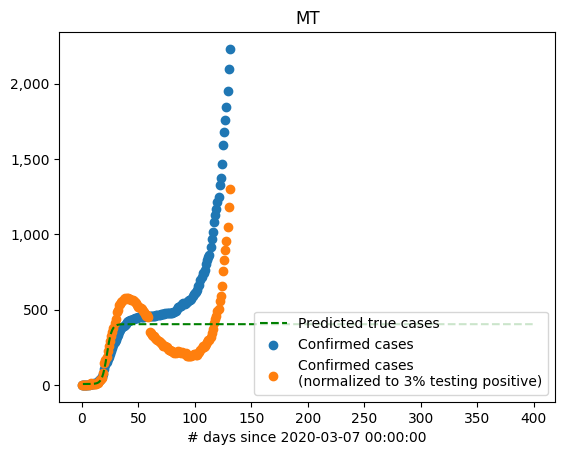 MT
2,000
1,500
1,000
500
0
Predicted true cases
Confirmed cases
Confirmed cases
(normalized to 3% testing positive)
0 50 100 150 200 250 300 350 400
# days since 2020-03-07 00:00:00